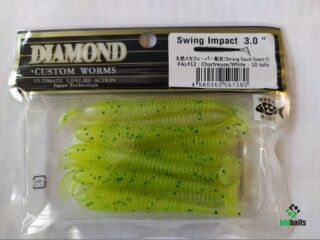 DIAMOND
CUSTOM WORMS
ULTIMATE LIFELIKE ACTION
Japan Technology
Swing Impact 3.0"
天然イカフレーバー配合(Strong Squid Scent !!)
PAL#12 : Chartreuse/White - 10 tails
baits